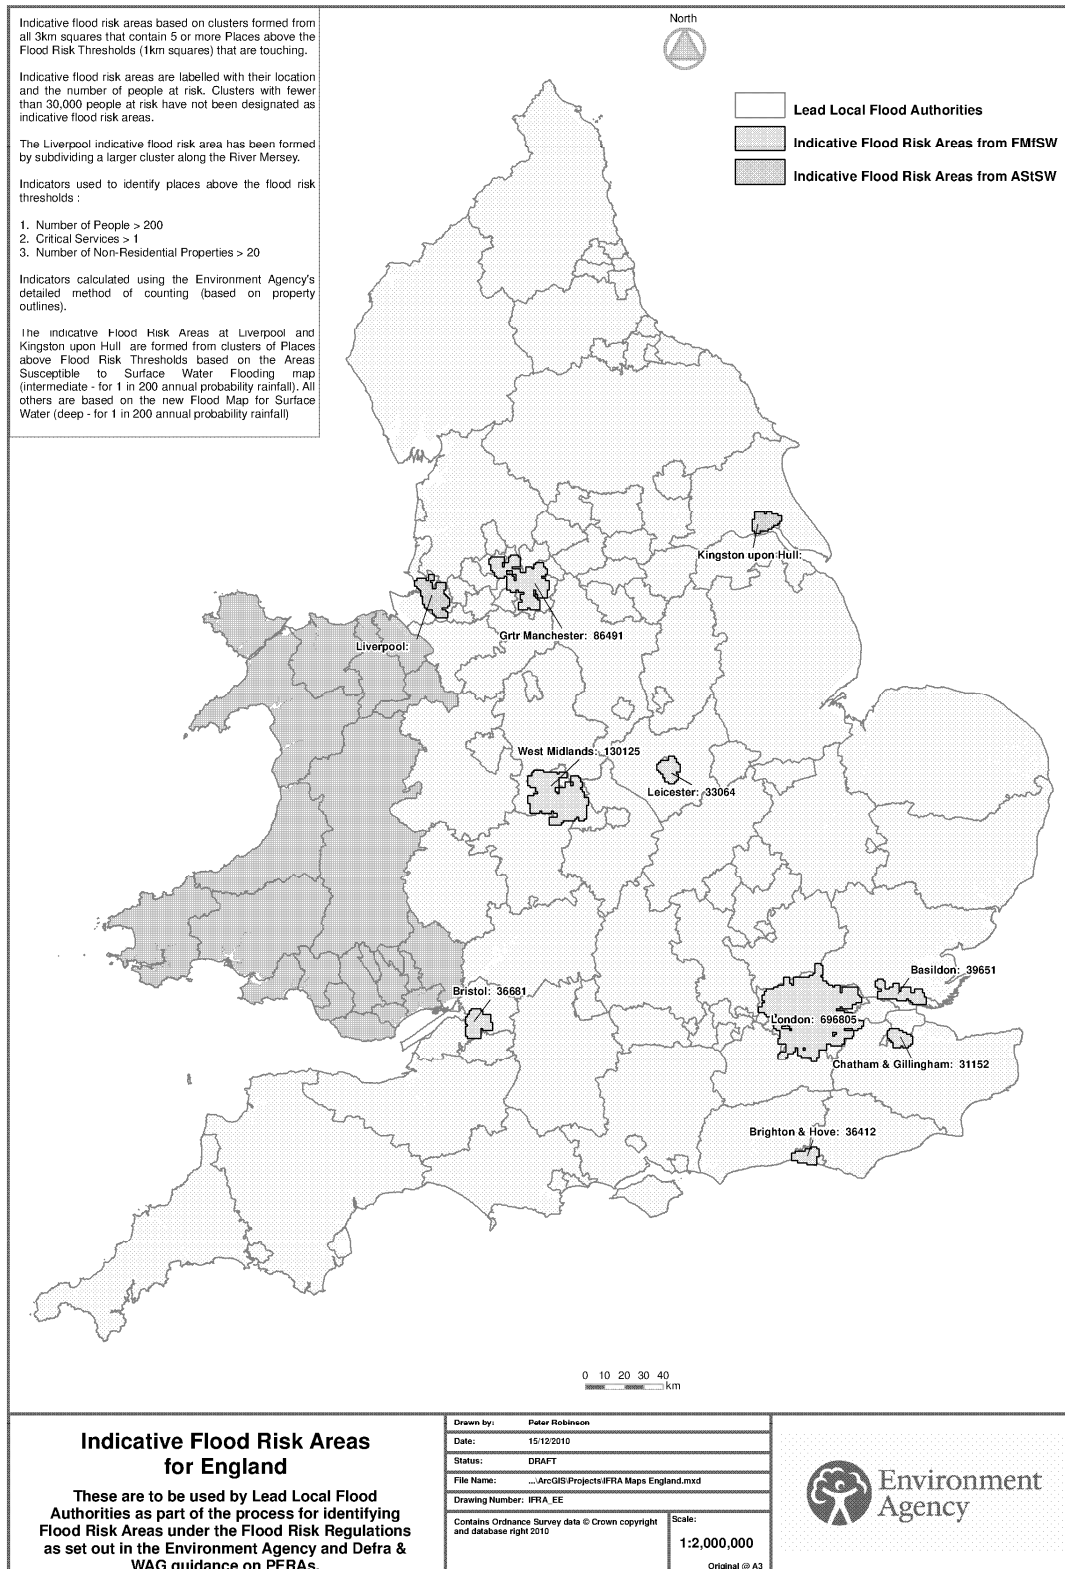 Indicative flood risk areas based on clusters formed from
all 3km squares that contain 5 or more Places above the
Flood Risk Thresholds (1km squares) that are touching.
Indicative flood risk areas are labelled with their location
and the number of people at risk. Clusters with fewer
than 30,000 people at risk have not been designated as
indicative flood risk areas.
The Liverpool indicative flood risk area has been formed
by subdividing a larger cluster along the River Mersey.
Indicators used to identify places above the flood risk
thresholds :
1. Number of People > 200
2. Critical Services > 1
3. Number of Non-Residential Properties > 20
Indicators calculated using the Environment Agency's
detailed method of counting (based on property
outlines).
The Indicative Flood Risk Areas at Liverpool and
Kingston upon Hull are formed from clusters of Places
above Flood Risk Thresholds based on the Areas
Susceptible to Surface Water Flooding map
(intermediate - for 1 in 200 annual probability rainfall). All
others are based on the new Flood Map for Surface
Water (deep - for 1 in 200 annual probability rainfall)
North
Lead Local Flood Authorities
Indicative Flood Risk Areas from FMfSW
Indicative Flood Risk Areas from AStSW
Kingston upon Hull:
Grtr Manchester: 86491
Liverpool:
West Midlands: 130125
Leicester: 33064
Basildon: 39651
Bristol: 36681
London: 696805
Chatham & Gillingham: 31152
Brighton & Hove: 36412
0 10 20 30 40
km
Indicative Flood Risk Areas
for England
These are to be used by Lead Local Flood
Authorities as part of the process for identifying
Flood Risk Areas under the Flood Risk Regulations
as set out in the Environment Agency and Defra &
WAG guidance on PFRAs.
Drawn by: Peter Robinson
Date: 15/12/2010
Status: DRAFT
File Name: ...\ArcGIS\Projects\IFRA Maps England.mxd
Drawing Number: IFRA_EE
Contains Ordnance Survey data © Crown copyright
and database right 2010
Scale:
1:2,000,000
Original @ A3
Environment
Agency